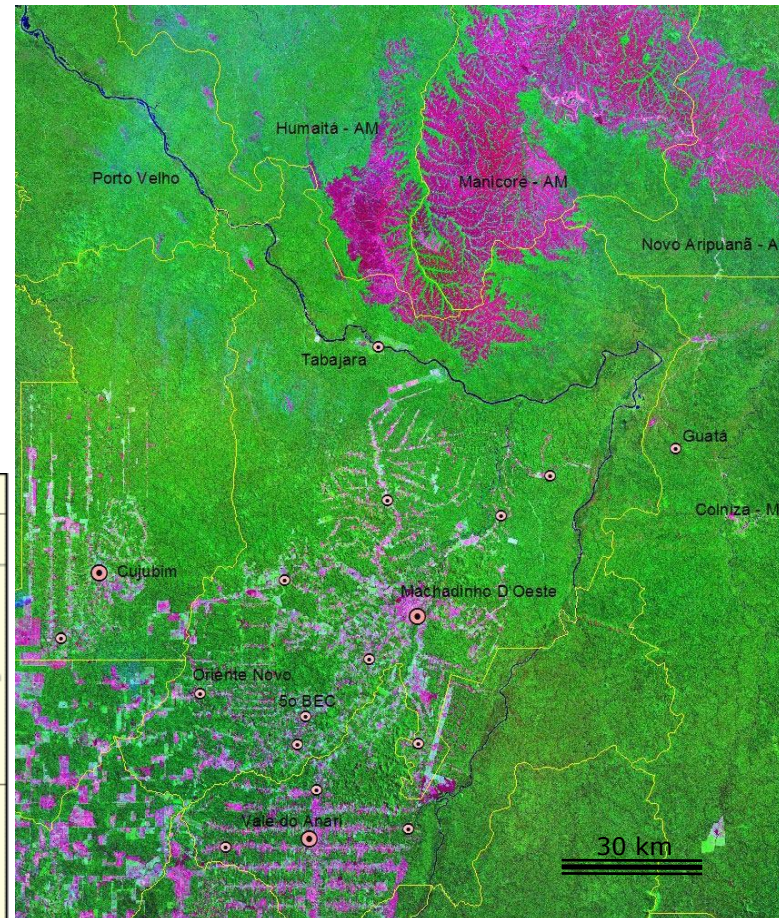 Humaitá - AM
Porto Velho
Manicore - AM
Novo Aripuanã - A
Tabajara
Guatá
Colniza - M
Cujubim
Machadinho D'Oeste
Oriente Novo
5o BEC
Vale do Anari
30 km